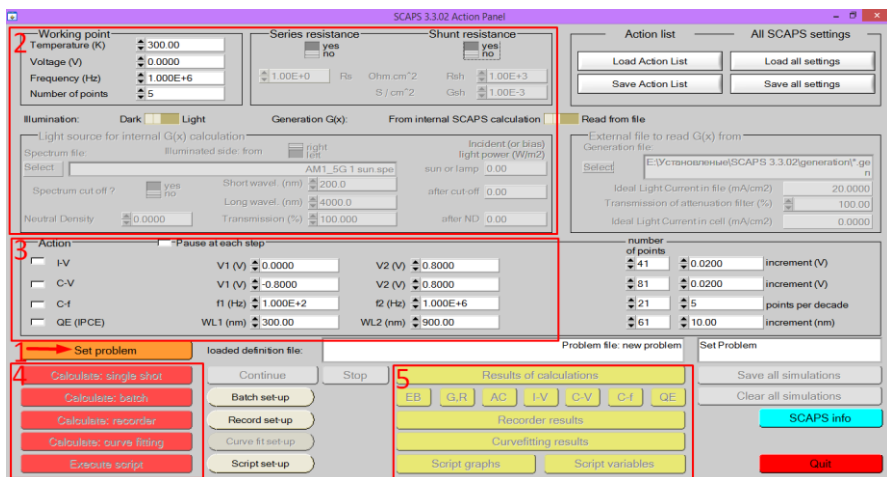 SCAPS 3.3.02 Action Panel
Working point Series resistance Shunt resistance Action list All SCAPS settings
2
Temperature (K) 300.00 yes no yes no
Voltage (V) 0.0000 Load Action List Load all settings
Frequency (Hz) 1.000E+6 1.00E+0 Rs Ohm.cm^2 Rsh 1.00E+3
Number of points 5 S / cm^2 Gsh 1.00E-3 Save Action List Save all settings
Illumination: Dark Light Generation G(x): From internal SCAPS calculation Read from file
Light source for internal G(x) calculation External file to read G(x) from
Spectrum file: Illuminated side: from right left Incident (or bias) light power (W/m2) Generation file:
Select AM1_5G 1 sun.spe sun or lamp 0.00 Select E:\Установленые\SCAPS 3.3.02\generation\*.gen
Spectrum cut off ? yes no Short wavel. (nm) 200.0 after cut-off 0.00 Ideal Light Current in file (mA/cm2) 20.0000
Long wavel. (nm) 4000.0 Transmission of attenuation filter (%) 100.00
Neutral Density 0.0000 Transmission (%) 100.000 after ND 0.00 Ideal Light Current in cell (mA/cm2) 0.0000
3
Action Pause at each step number of points
I-V V1 (V) 0.0000 V2 (V) 0.8000 41 0.0200 increment (V)
C-V V1 (V) -0.8000 V2 (V) 0.8000 81 0.0200 increment (V)
C-f f1 (Hz) 1.000E+2 f2 (Hz) 1.000E+6 21 5 points per decade
QE (IPCE) WL1 (nm) 300.00 WL2 (nm) 900.00 61 10.00 increment (nm)
1 Set problem loaded definition file: Problem file: new problem Set Problem
4 5
Calculate: single shot Continue Stop Results of calculations Save all simulations
Calculate: batch Batch set-up EB G,R AC I-V C-V C-f QE Clear all simulations
Calculate: recorder Record set-up Recorder results SCAPS info
Calculate: curve fitting Curve fit set-up Curvefitting results
Execute script Script set-up Script graphs Script variables Quit